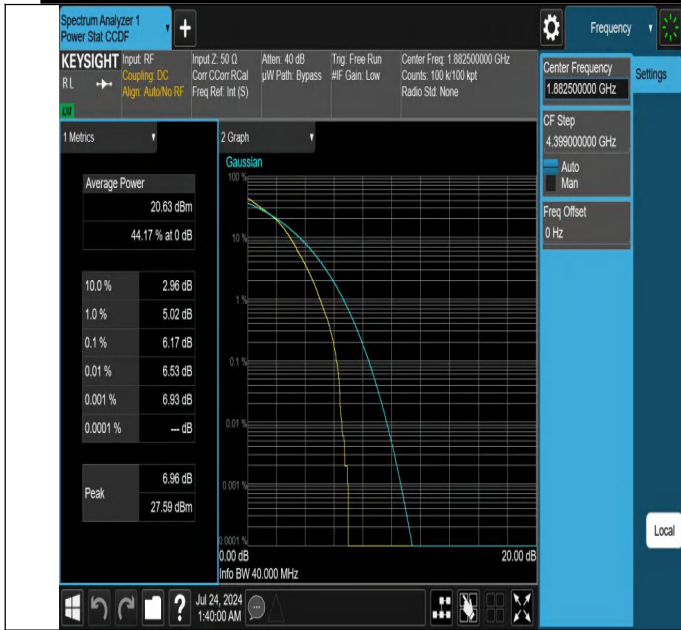 Spectrum Analyzer 1
Power Stat CCDF
+
Frequency
KEYSIGHT
RL
LXI
Input: RF
Coupling: DC
Align: Auto/No RF
Input Z: 50 Ω
Corr CCorr RCal
Freq Ref: Int (S)
Atten: 40 dB
µW Path: Bypass
Trig: Free Run
#IF Gain: Low
Center Freq: 1.882500000 GHz
Counts: 100 k/100 kpt
Radio Std: None
Center Frequency
1.882500000 GHz
Settings
CF Step
4.399000000 GHz
Auto
Man
Freq Offset
0 Hz
1 Metrics
Average Power
20.63 dBm
44.17 % at 0 dB
10.0 % 2.96 dB
1.0 % 5.02 dB
0.1 % 6.17 dB
0.01 % 6.53 dB
0.001 % 6.93 dB
0.0001 % --- dB
Peak
6.96 dB
27.59 dBm
2 Graph
Gaussian
100 %
10 %
1 %
0.1 %
0.01 %
0.001 %
0.0001 %
0.00 dB 20.00 dB
Info BW 40.000 MHz
Local
?
Jul 24, 2024
1:40:00 AM